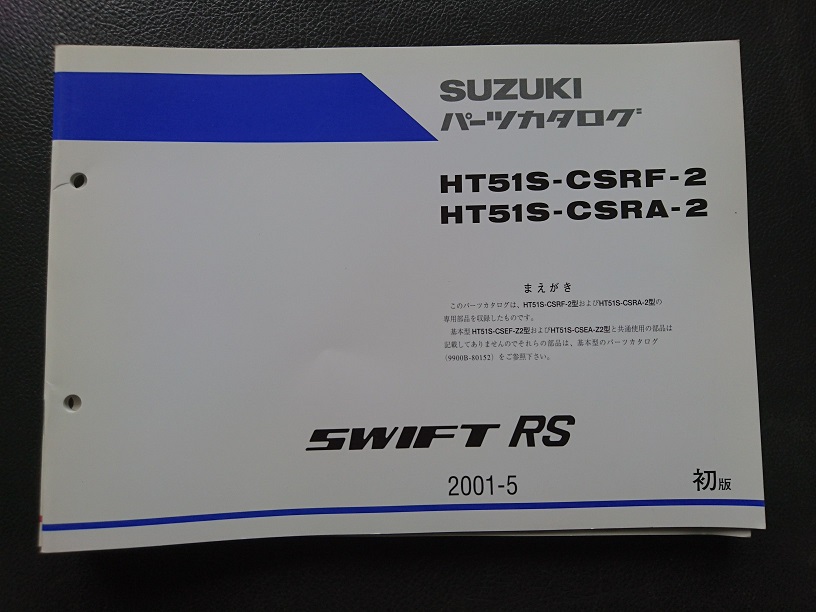 SUZUKI
パーツカタログ
HT51S-CSRF-2
HT51S-CSRA-2
まえがき
このパーツカタログは、HT51S-CSRF-2型およびHT51S-CSRA-2型の
専用部品を収録したものです。
基本型HT51S-CSEF-Z2型およびHT51S-CSEA-Z2型と共通使用の部品は
記載してありませんのでそれらの部品は、基本型のパーツカタログ
(9900B-80152)をご参照下さい。
SWIFT RS
2001-5
初版